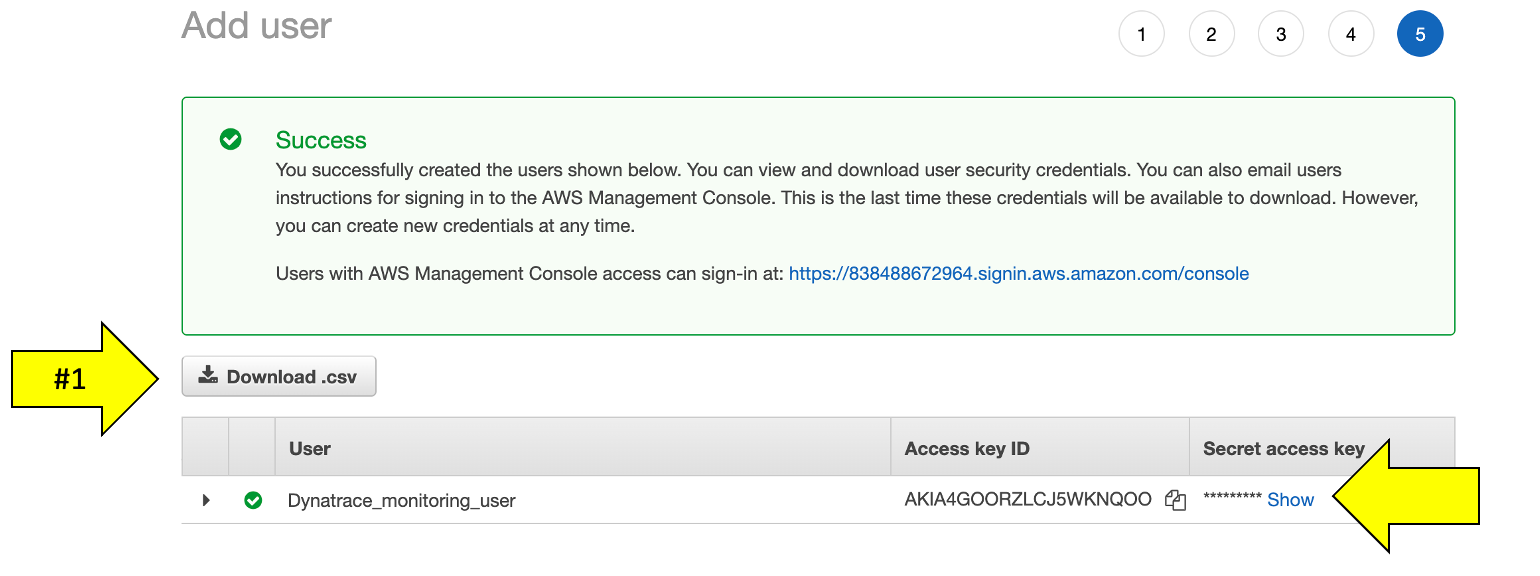 Add user
1 2 3 4 5
Success
You successfully created the users shown below. You can view and download user security credentials. You can also email users
instructions for signing in to the AWS Management Console. This is the last time these credentials will be available to download. However,
you can create new credentials at any time.
Users with AWS Management Console access can sign-in at: https://838488672964.signin.aws.amazon.com/console
#1
Download .csv
User Access key ID Secret access key
Dynatrace_monitoring_user AKIA4GOORZLCJ5WKNQOO ********* Show